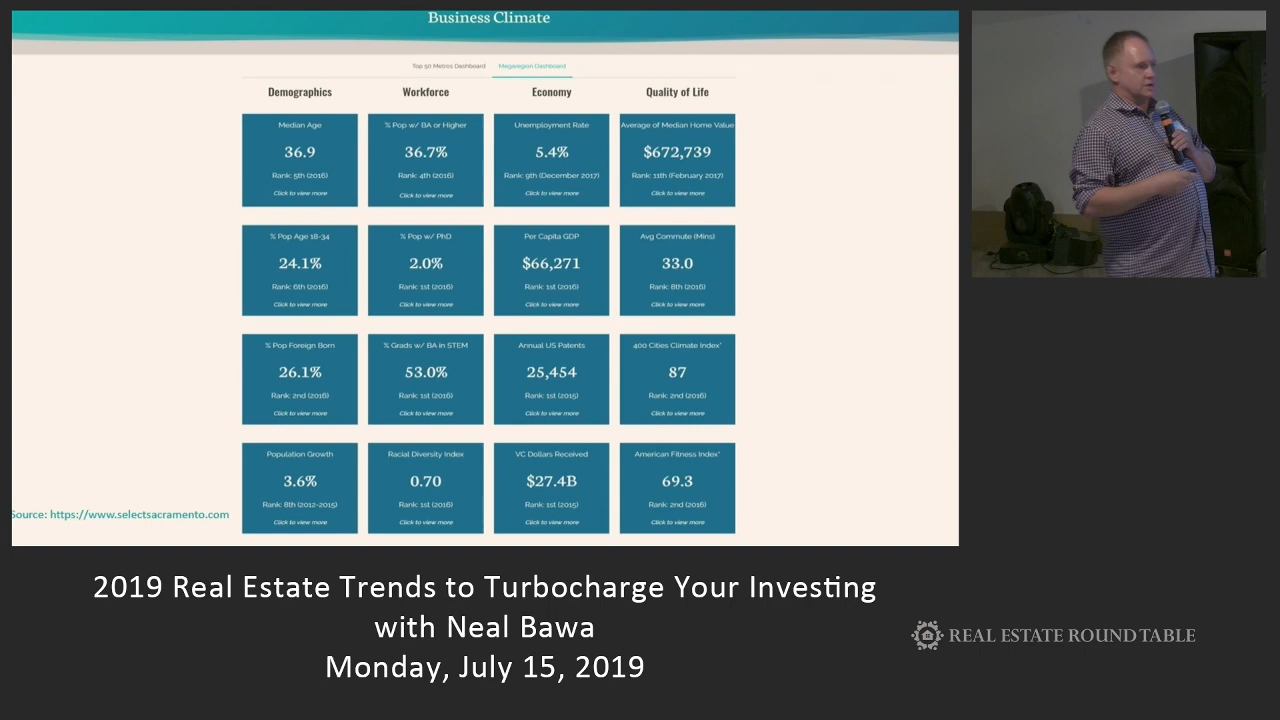 Business Climate
Top 50 Metros Dashboard
Megaregion Dashboard
Demographics
Workforce
Economy
Quality of Life
Median Age
36.9
Rank: 5th (2016)
Click to view more
% Pop w/ BA or Higher
36.7%
Rank: 4th (2016)
Click to view more
Unemployment Rate
5.4%
Rank: 9th (December 2017)
Click to view more
Average of Median Home Value
$672,739
Rank: 11th (February 2017)
Click to view more
% Pop Age 18-34
24.1%
Rank: 6th (2016)
Click to view more
% Pop w/ PhD
2.0%
Rank: 1st (2016)
Click to view more
Per Capita GDP
$66,271
Rank: 1st (2016)
Click to view more
Avg Commute (Mins)
33.0
Rank: 8th (2016)
Click to view more
% Pop Foreign Born
26.1%
Rank: 2nd (2016)
Click to view more
% Grads w/ BA in STEM
53.0%
Rank: 1st (2016)
Click to view more
Annual US Patents
25,454
Rank: 1st (2015)
Click to view more
400 Cities Climate Index*
87
Rank: 2nd (2016)
Click to view more
Population Growth
3.6%
Rank: 8th (2012-2015)
Click to view more
Racial Diversity Index
0.70
Rank: 1st (2016)
Click to view more
VC Dollars Received
$27.4B
Rank: 1st (2015)
Click to view more
American Fitness Index*
69.3
Rank: 2nd (2016)
Click to view more
Source: https://www.selectsacramento.com
2019 Real Estate Trends to Turbocharge Your Investing
with Neal Bawa
Monday, July 15, 2019
REAL ESTATE ROUND TABLE